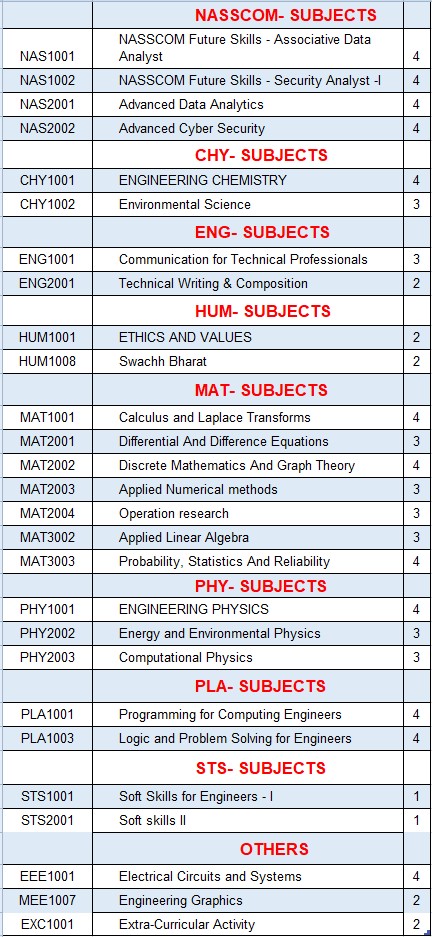 NASSCOM- SUBJECTS
NASSCOM Future Skills - Associative Data
NAS1001 Analyst 4
NAS1002 NASSCOM Future Skills - Security Analyst -I 4
NAS2001 Advanced Data Analytics 4
NAS2002 Advanced Cyber Security 4
CHY- SUBJECTS
CHY1001 ENGINEERING CHEMISTRY 4
CHY1002 Environmental Science 3
ENG- SUBJECTS
ENG1001 Communication for Technical Professionals 3
ENG2001 Technical Writing & Composition 2
HUM- SUBJECTS
HUM1001 ETHICS AND VALUES 2
HUM1008 Swachh Bharat 2
MAT- SUBJECTS
MAT1001 Calculus and Laplace Transforms 4
MAT2001 Differential And Difference Equations 3
MAT2002 Discrete Mathematics And Graph Theory 4
MAT2003 Applied Numerical methods 3
MAT2004 Operation research 3
MAT3002 Applied Linear Algebra 3
MAT3003 Probability, Statistics And Reliability 4
PHY- SUBJECTS
PHY1001 ENGINEERING PHYSICS 4
PHY2002 Energy and Environmental Physics 3
PHY2003 Computational Physics 3
PLA- SUBJECTS
PLA1001 Programming for Computing Engineers 4
PLA1003 Logic and Problem Solving for Engineers 4
STS- SUBJECTS
STS1001 Soft Skills for Engineers - I 1
STS2001 Soft skills II 1
OTHERS
EEE1001 Electrical Circuits and Systems 4
MEE1007 Engineering Graphics 2
EXC1001 Extra-Curricular Activity 2